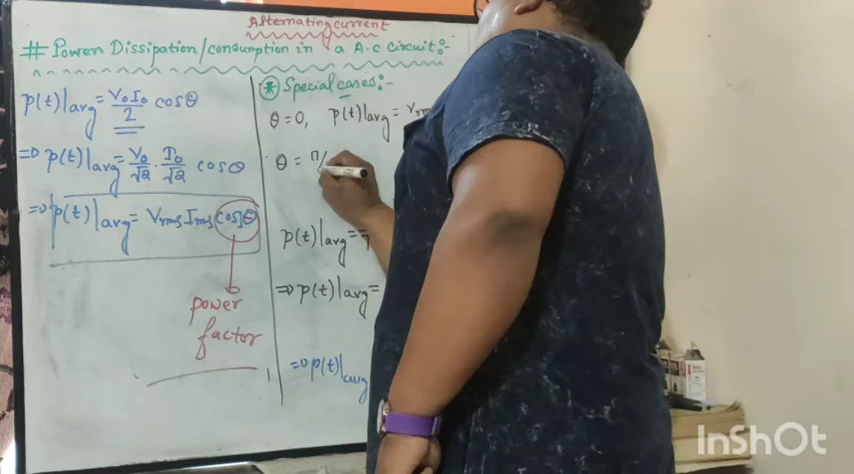 Alternating current
# Power Dissipation/consumption in a A.C circuit:-
p(t)|avg = V₀I₀/2 cosθ
=> p(t)|avg = V₀/√2 . I₀/√2 cosθ
=> p(t)|avg = Vrms Irms cosθ
power
factor
* Special cases:-
θ = 0, p(t)|avg = Vrms
θ = π/
p(t)|avg =
=> p(t)|avg =
=> p(t)|avg
InShOt